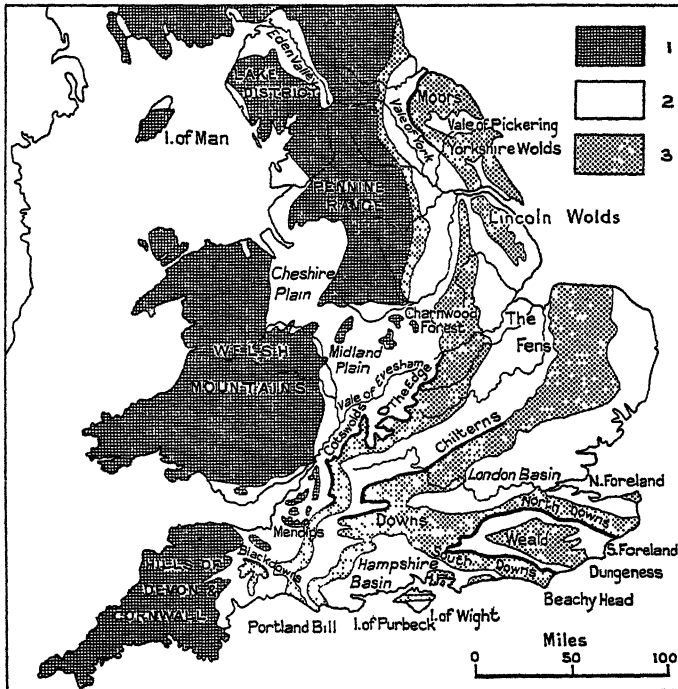 Eden Valley
LAKE
DISTRICT
I. of Man
Moors
Vale of York
Vale of Pickering
Yorkshire Wolds
PENNINE
RANGE
Lincoln Wolds
Cheshire
Plain
Charnwood
Forest
The
Fens
WELSH
MOUNTAINS
Midland
Plain
Vale of Evesham
The Edge
Cotswolds
Chilterns
London Basin
N. Foreland
North Downs
Mendips
Downs
Weald
S. Foreland
HILLS OF
DEVON &
CORNWALL
Blackdowns
Hampshire
Basin
South Downs
Dungeness
Beachy Head
Portland Bill
I. of Purbeck
I. of Wight
1
2
3
Miles
0 50 100